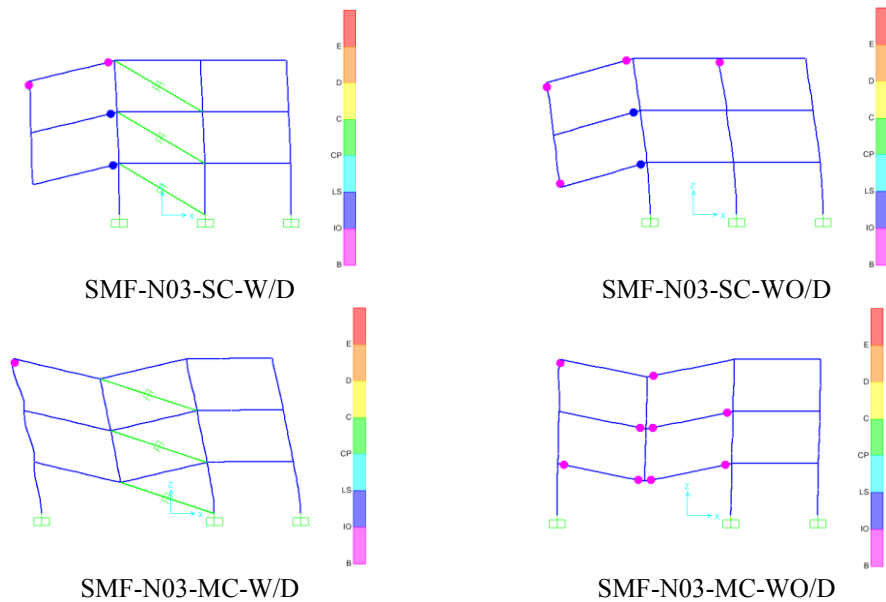 E
D
C
CP
LS
IO
B
X
SMF-N03-SC-W/D
E
D
C
CP
LS
IO
B
Z
X
SMF-N03-SC-WO/D
E
D
C
CP
LS
IO
B
Z
X
SMF-N03-MC-W/D
E
D
C
CP
LS
IO
B
Z
X
SMF-N03-MC-WO/D